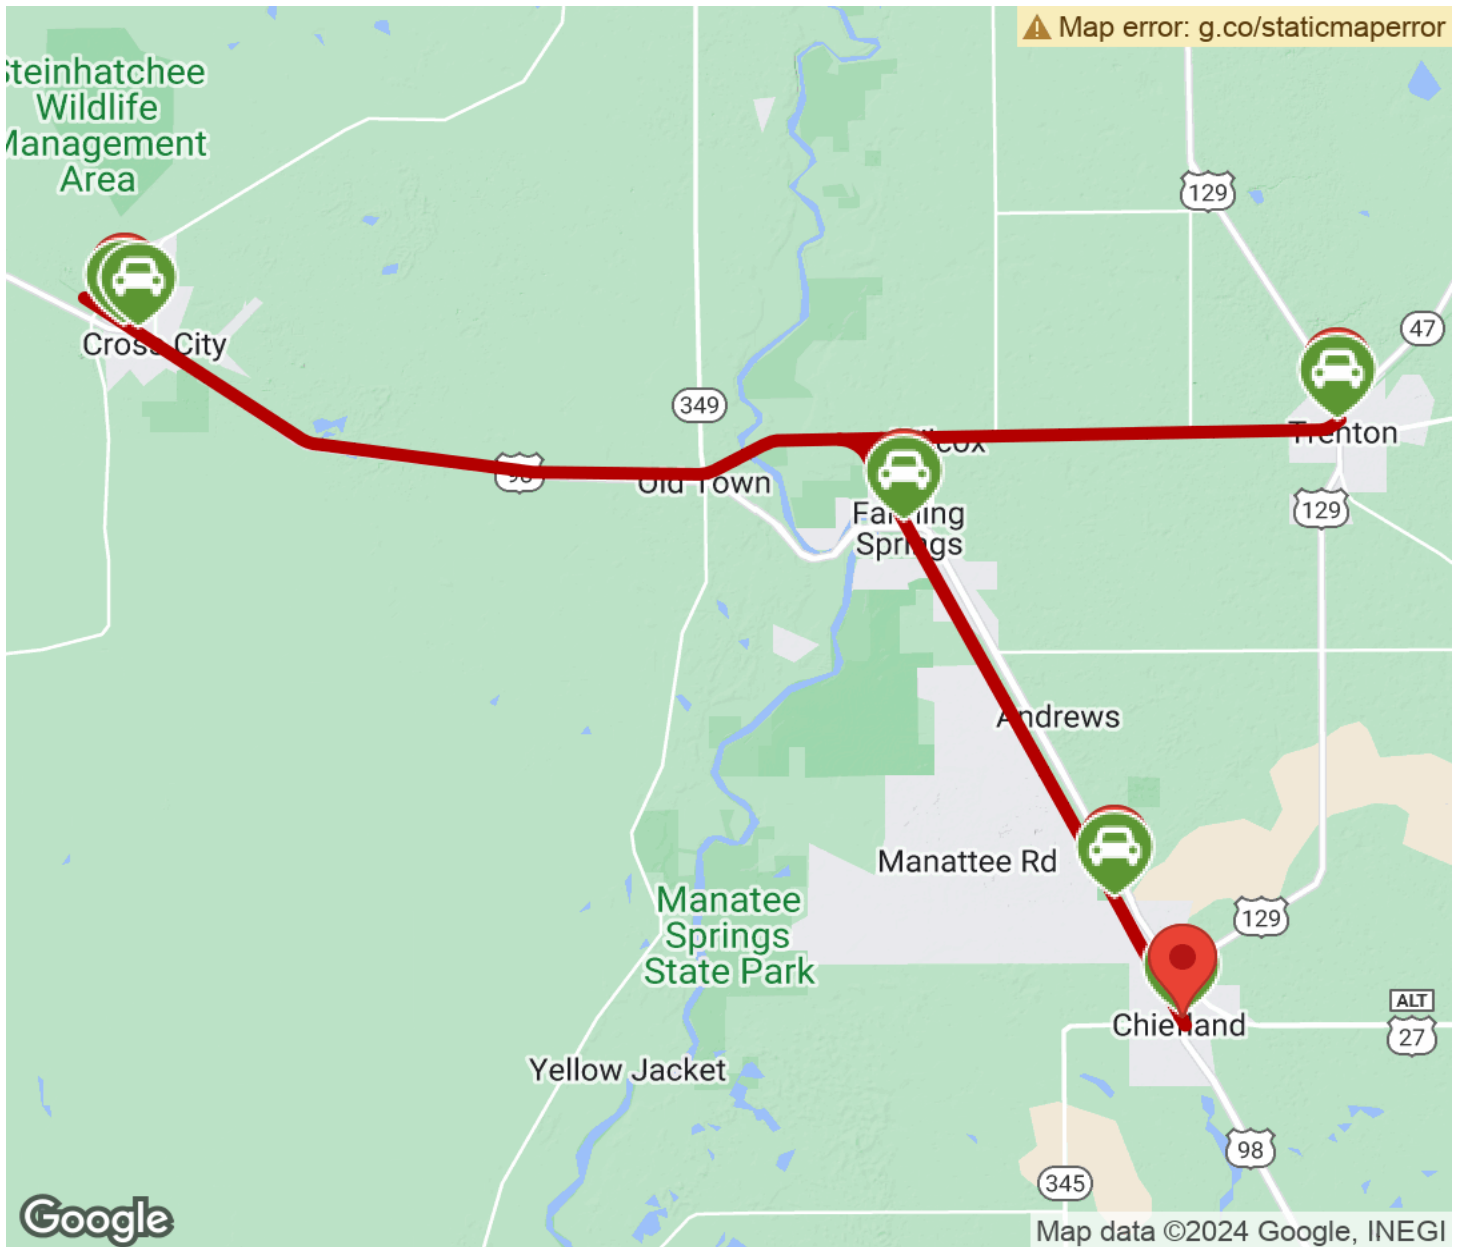 Map error: g.co/staticmaperror
Steinhatchee
Wildlife
Management
Area
129
47
Cross City
349
Trenton
98
Old Town
129
Fanning
Springs
Andrews
Manattee Rd
Manatee
Springs
State Park
129
ALT
27
Chiefland
Yellow Jacket
98
345
Google
Map data ©2024 Google, INEGI